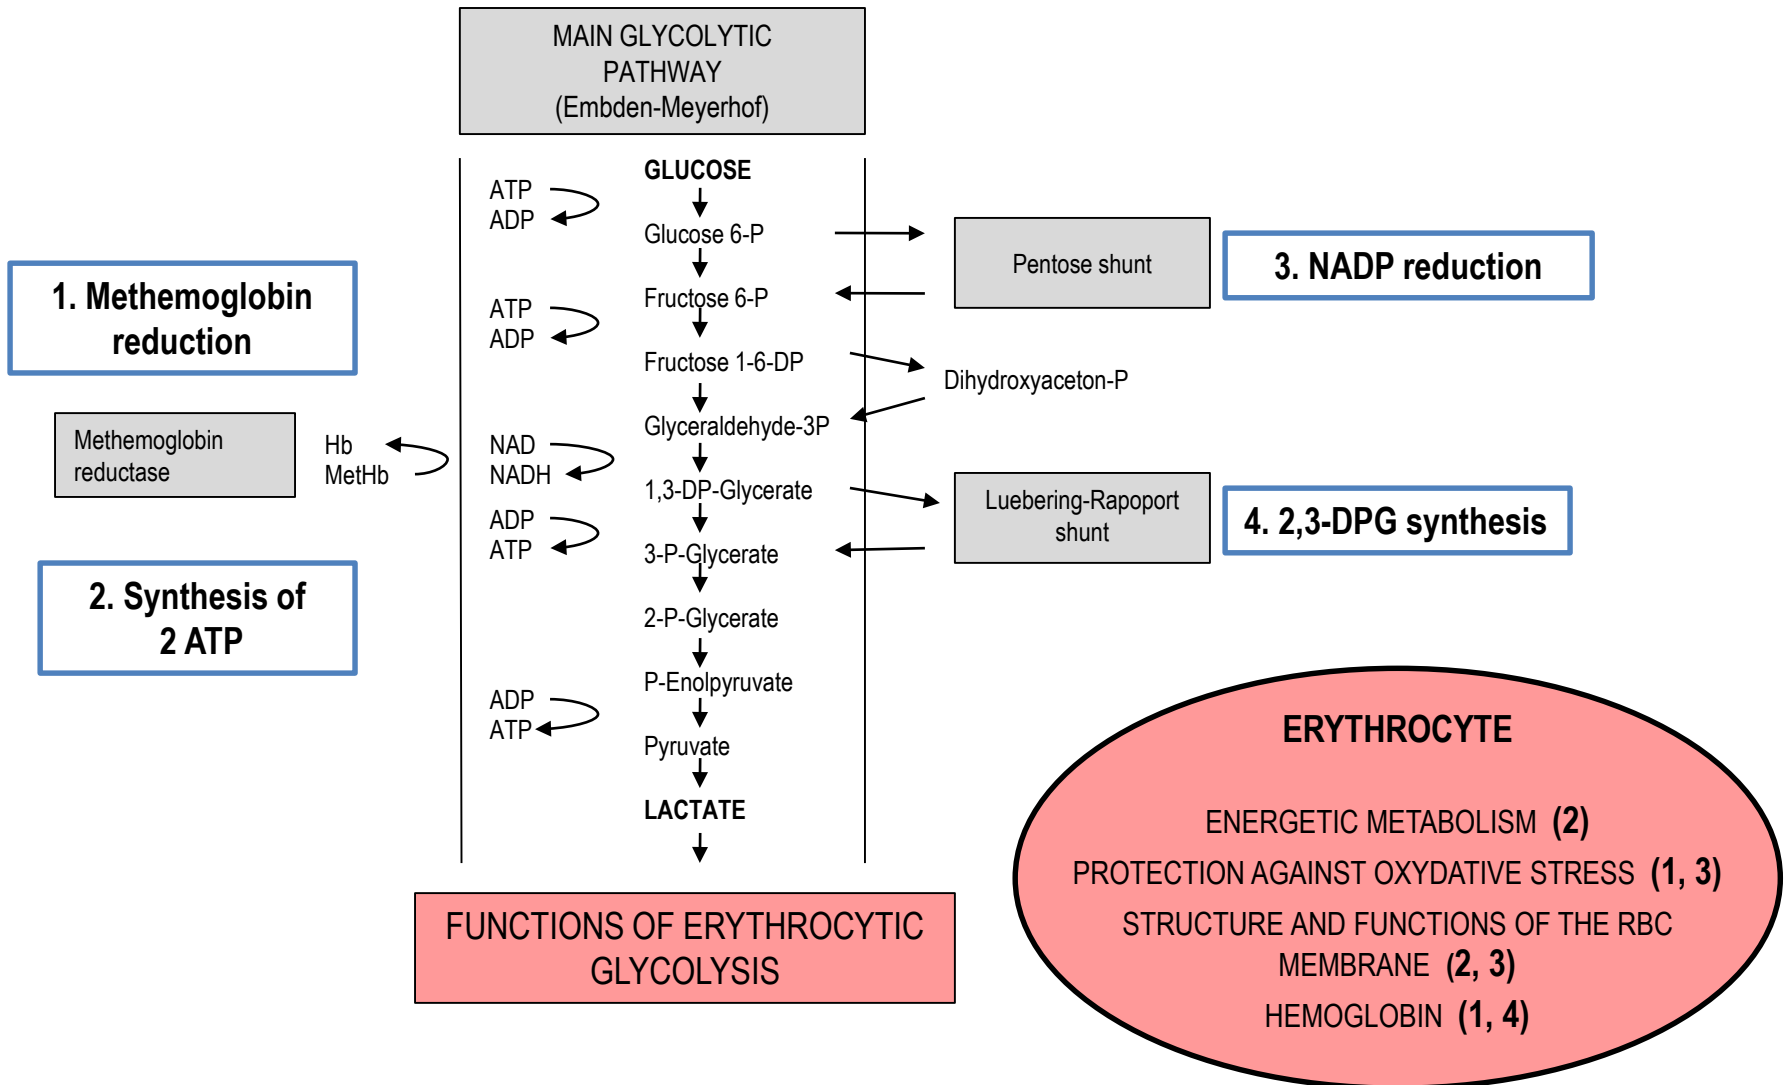 MAIN GLYCOLYTIC
PATHWAY
(Embden-Meyerhof)
GLUCOSE
ATP
ADP
Glucose 6-P
Pentose shunt
3. NADP reduction
1. Methemoglobin
reduction
Fructose 6-P
ATP
ADP
Fructose 1-6-DP
Dihydroxyaceton-P
Glyceraldehyde-3P
Methemoglobin
reductase
Hb
MetHb
NAD
NADH
1,3-DP-Glycerate
Luebering-Rapoport
shunt
4. 2,3-DPG synthesis
ADP
ATP
3-P-Glycerate
2. Synthesis of
2 ATP
2-P-Glycerate
P-Enolpyruvate
ADP
ATP
Pyruvate
LACTATE
FUNCTIONS OF ERYTHROCYTIC
GLYCOLYSIS
ERYTHROCYTE
ENERGETIC METABOLISM (2)
PROTECTION AGAINST OXYDATIVE STRESS (1, 3)
STRUCTURE AND FUNCTIONS OF THE RBC
MEMBRANE (2, 3)
HEMOGLOBIN (1, 4)